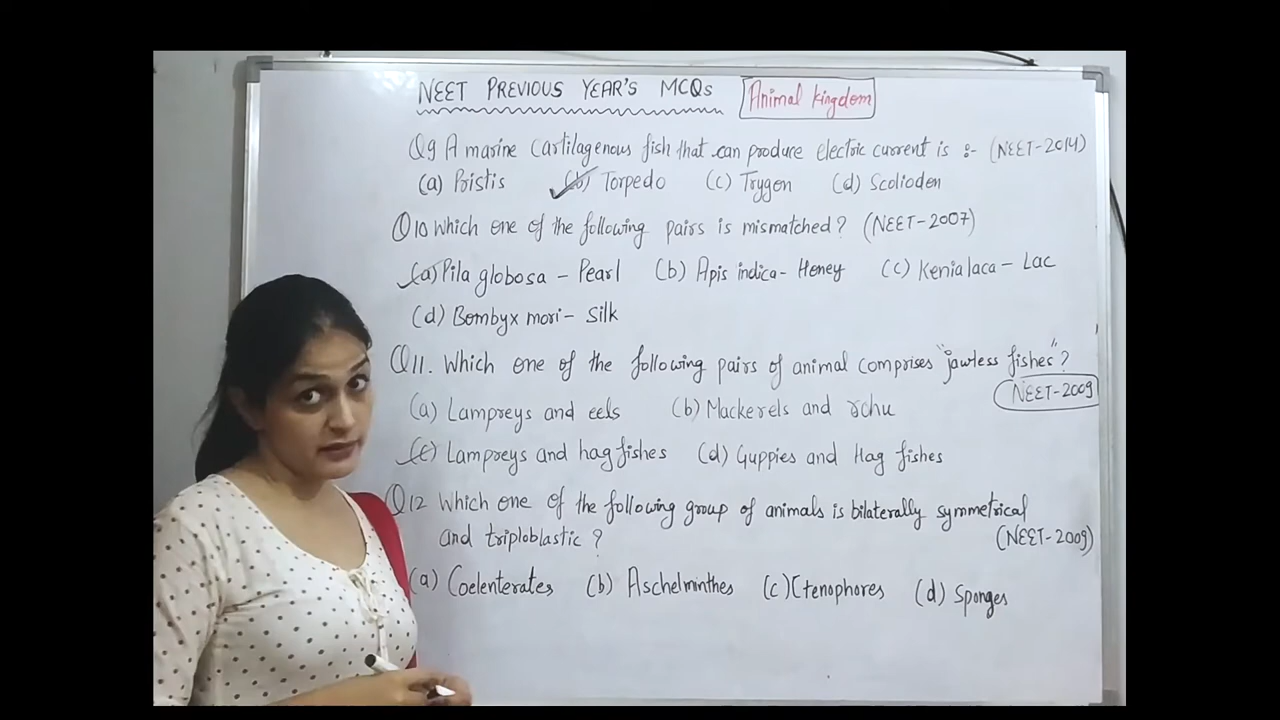 NEET PREVIOUS YEAR'S MCQs Animal kingdom
Q9 A marine Cartilagenous fish that can produce electric current is :- (NEET-2014)
(a) Pristis (b) Torpedo (c) Trygon (d) Scolioden
Q10 Which one of the following pairs is mismatched? (NEET-2007)
(a) Pila globosa - Pearl (b) Apis indica - Honey (c) Kenia laca - Lac
(d) Bombyx mori - Silk
Q11. Which one of the following pairs of animal comprises "jawless fishes"?
NEET-2009
(a) Lampreys and eels (b) Mackerels and rohu
(c) Lampreys and hag fishes (d) Guppies and Hag fishes
Q12 Which one of the following group of animals is bilaterally symmetrical
and triploblastic ? (NEET-2009)
(a) Coelenterates (b) Aschelminthes (c) Ctenophores (d) Sponges